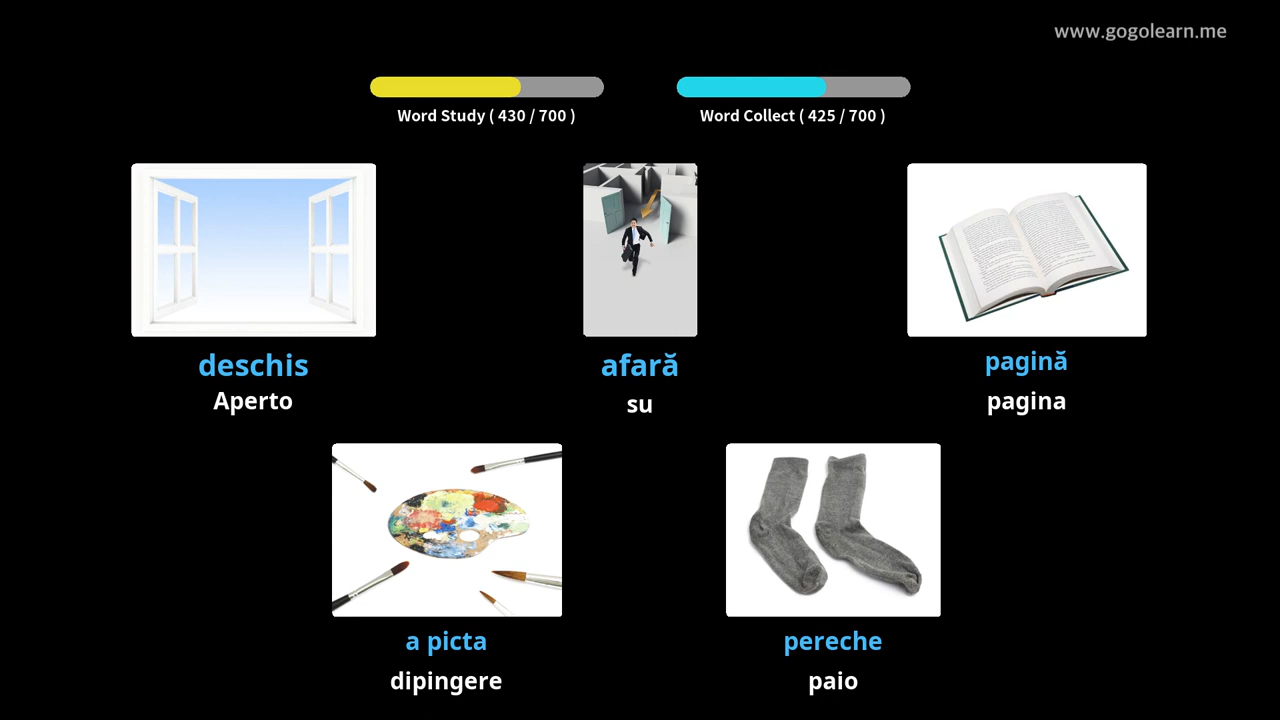 www.gogolearn.me
Word Study ( 430 / 700 )
Word Collect ( 425 / 700 )
deschis
Aperto
afară
su
pagină
pagina
a picta
dipingere
pereche
paio